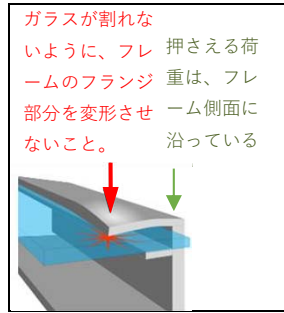 ガラスが割れな
いように、フレ
ームのフランジ
部分を変形させ
ないこと。
押さえる荷
重は、フレ
ーム側面に
沿っている